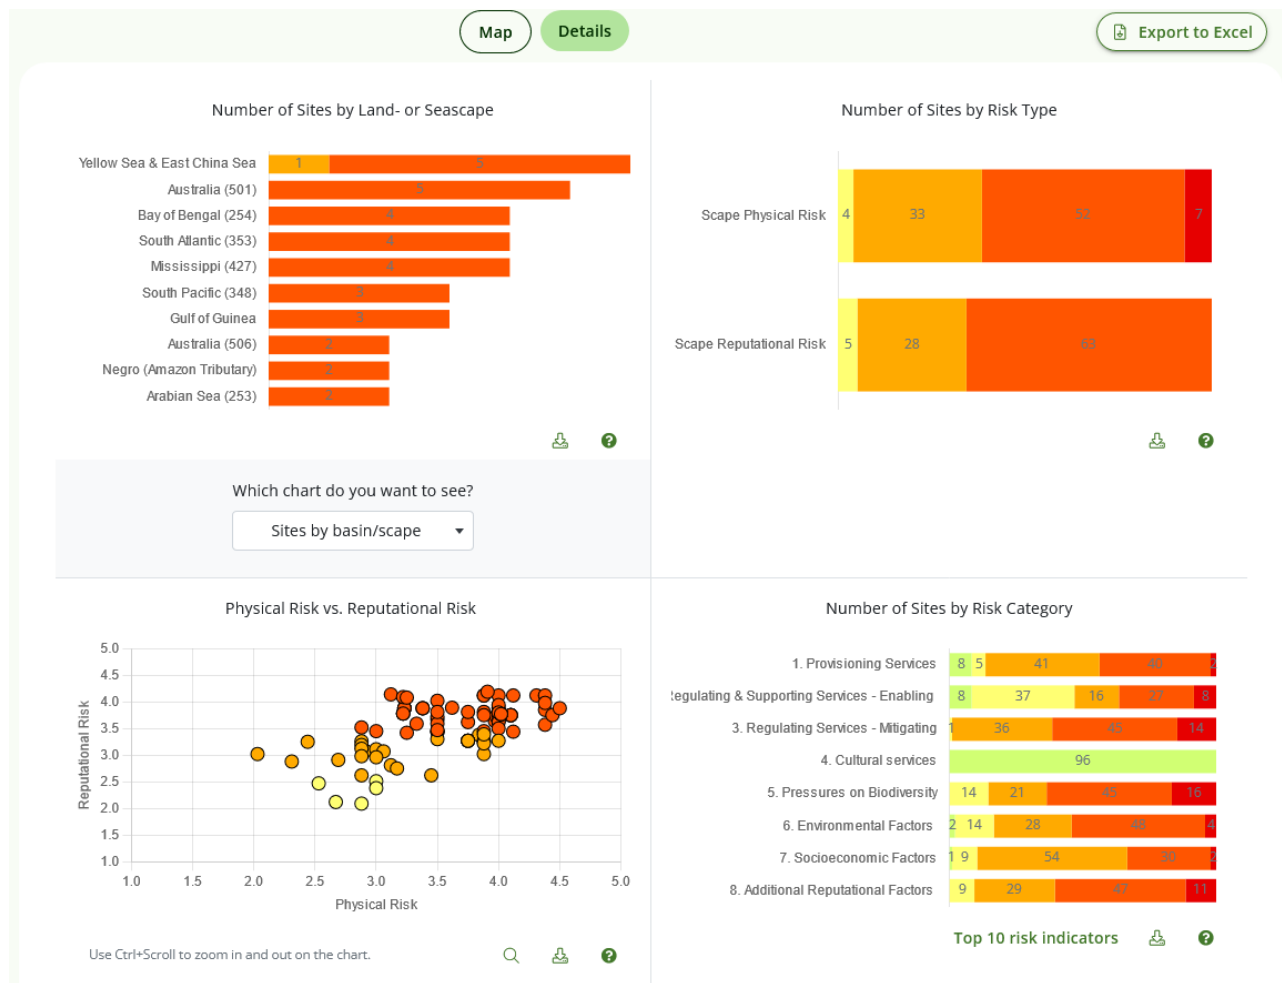 Map
Details
Export to Excel
Number of Sites by Land- or Seascape
Yellow Sea & East China Sea 1 5
Australia (501) 5
Bay of Bengal (254) 4
South Atlantic (353) 4
Mississippi (427) 4
South Pacific (348) 3
Gulf of Guinea 3
Australia (506) 2
Negro (Amazon Tributary) 2
Arabian Sea (253) 2
?
Which chart do you want to see?
Sites by basin/scape
Number of Sites by Risk Type
Scape Physical Risk 4 33 52 7
Scape Reputational Risk 5 28 63
?
Physical Risk vs. Reputational Risk
Reputational Risk
5.0
4.5
4.0
3.5
3.0
2.5
2.0
1.5
1.0
1.0 1.5 2.0 2.5 3.0 3.5 4.0 4.5 5.0
Physical Risk
Use Ctrl+Scroll to zoom in and out on the chart.
?
Number of Sites by Risk Category
1. Provisioning Services 8 5 41 40 2
egulating & Supporting Services - Enabling 8 37 16 27 8
3. Regulating Services - Mitigating 1 36 45 14
4. Cultural services 96
5. Pressures on Biodiversity 14 21 45 16
6. Environmental Factors 2 14 28 48 4
7. Socioeconomic Factors 1 9 54 30 2
8. Additional Reputational Factors 9 29 47 11
Top 10 risk indicators
?